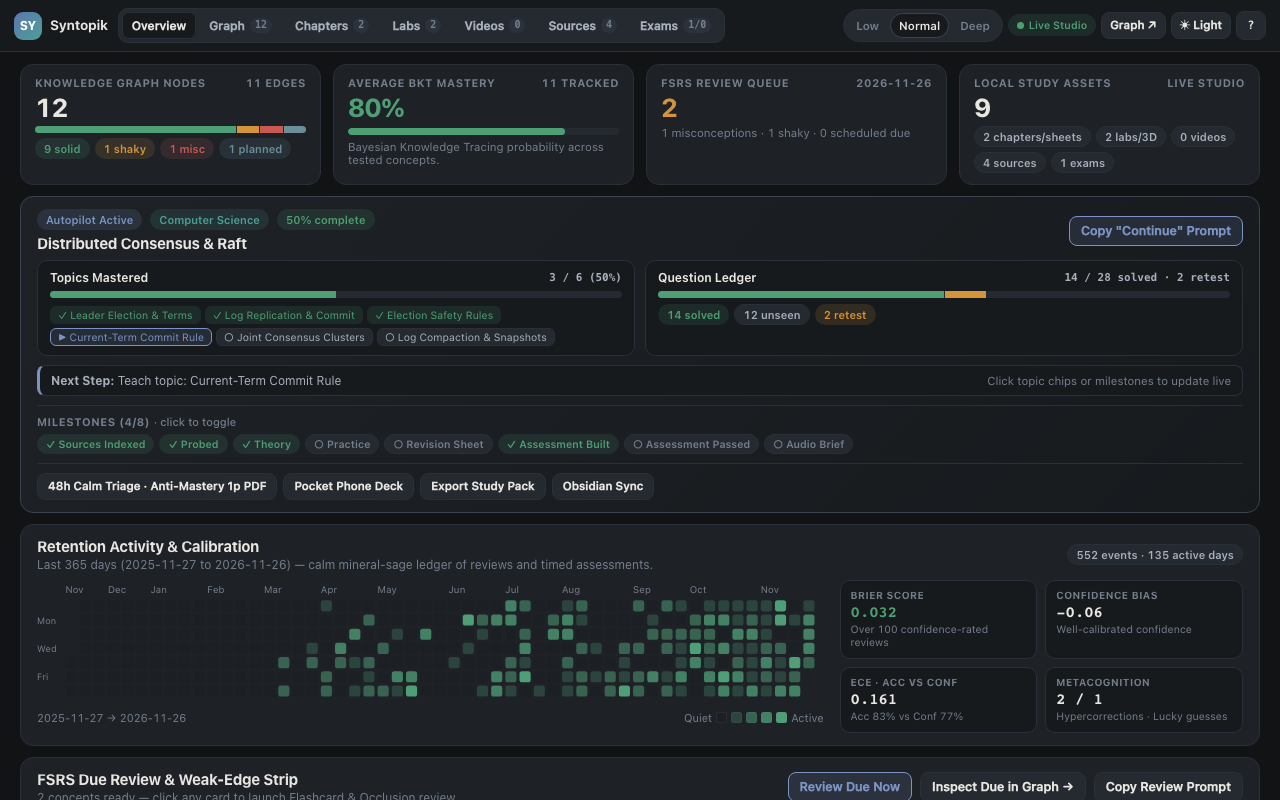 SY Syntopik Overview Graph 12 Chapters 2 Labs 2 Videos 0 Sources 4 Exams 1/0 Low Normal Deep Live Studio Graph ↗ ☀ Light ?
KNOWLEDGE GRAPH NODES 11 EDGES
12
9 solid 1 shaky 1 misc 1 planned
AVERAGE BKT MASTERY 11 TRACKED
80%
Bayesian Knowledge Tracing probability across
tested concepts.
FSRS REVIEW QUEUE 2026-11-26
2
1 misconceptions · 1 shaky · 0 scheduled due
LOCAL STUDY ASSETS LIVE STUDIO
9
2 chapters/sheets 2 labs/3D 0 videos
4 sources 1 exams
Autopilot Active Computer Science 50% complete
Distributed Consensus & Raft
Copy "Continue" Prompt
Topics Mastered 3 / 6 (50%)
✓ Leader Election & Terms ✓ Log Replication & Commit ✓ Election Safety Rules
▶ Current-Term Commit Rule ○ Joint Consensus Clusters ○ Log Compaction & Snapshots
Question Ledger 14 / 28 solved · 2 retest
14 solved 12 unseen 2 retest
Next Step: Teach topic: Current-Term Commit Rule Click topic chips or milestones to update live
MILESTONES (4/8) · click to toggle
✓ Sources Indexed ✓ Probed ✓ Theory ○ Practice ○ Revision Sheet ✓ Assessment Built ○ Assessment Passed ○ Audio Brief
48h Calm Triage · Anti-Mastery 1p PDF Pocket Phone Deck Export Study Pack Obsidian Sync
Retention Activity & Calibration
Last 365 days (2025-11-27 to 2026-11-26) — calm mineral-sage ledger of reviews and timed assessments.
552 events · 135 active days
Nov Dec Jan Feb Mar Apr May Jun Jul Aug Sep Oct Nov
Mon
Wed
Fri
2025-11-27 → 2026-11-26 Quiet Active
BRIER SCORE
0.032
Over 100 confidence-rated
reviews
CONFIDENCE BIAS
−0.06
Well-calibrated confidence
ECE · ACC VS CONF
0.161
Acc 83% vs Conf 77%
METACOGNITION
2 / 1
Hypercorrections · Lucky guesses
FSRS Due Review & Weak-Edge Strip
2 concepts ready — click any card to launch Flashcard & Occlusion review.
Review Due Now Inspect Due in Graph → Copy Review Prompt